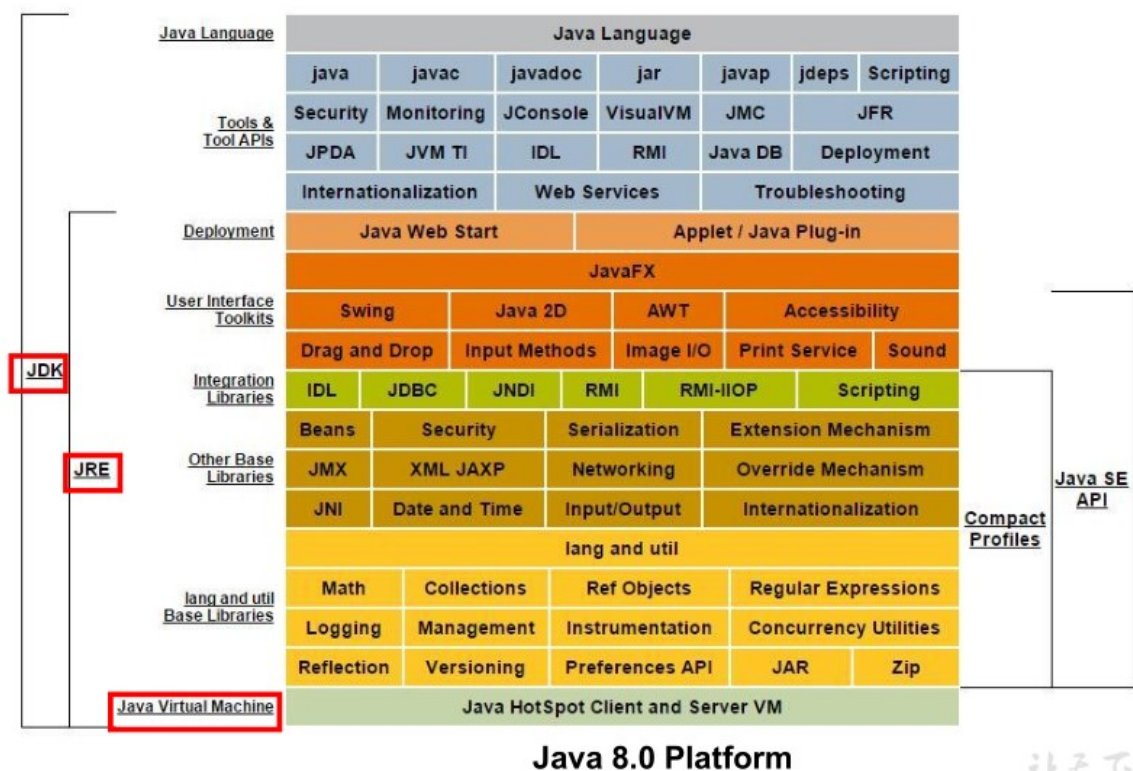 Java Language Java Language
java javac javadoc jar javap jdeps Scripting
Security Monitoring JConsole VisualVM JMC JFR
Tools &
Tool APIs
JPDA JVM TI IDL RMI Java DB Deployment
Internationalization Web Services Troubleshooting
Deployment Java Web Start Applet / Java Plug-in
JavaFX
User Interface
Toolkits
Swing Java 2D AWT Accessibility
Drag and Drop Input Methods Image I/O Print Service Sound
JDK
Integration
Libraries
IDL JDBC JNDI RMI RMI-IIOP Scripting
Beans Security Serialization Extension Mechanism
JRE
Other Base
Libraries
JMX XML JAXP Networking Override Mechanism
Java SE
API
JNI Date and Time Input/Output Internationalization
Compact
Profiles
lang and util
Math Collections Ref Objects Regular Expressions
lang and util
Base Libraries
Logging Management Instrumentation Concurrency Utilities
Reflection Versioning Preferences API JAR Zip
Java Virtual Machine Java HotSpot Client and Server VM
Java 8.0 Platform
让天下